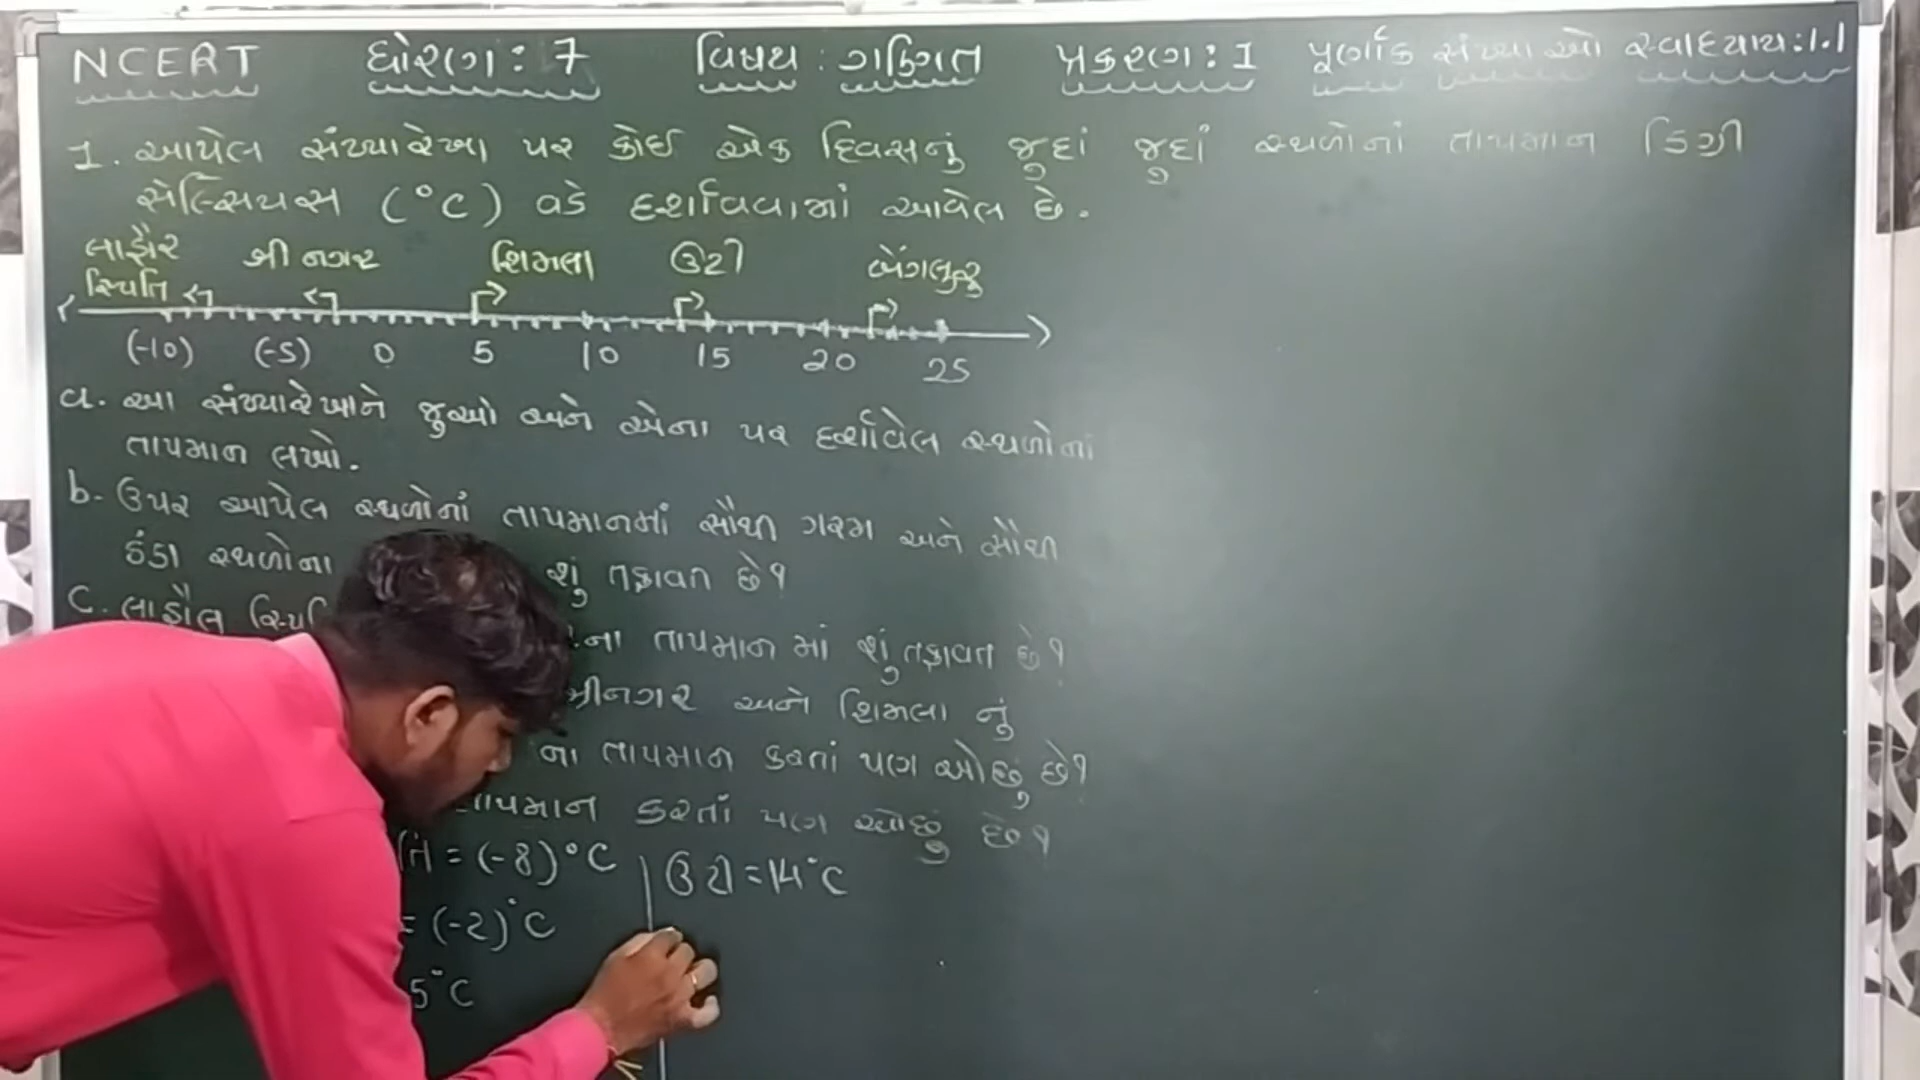 NCERT ધોરણ : 7 વિષય : ગણિત પ્રકરણ : 1 પૂર્ણાંક સંખ્યાઓ સ્વાધ્યાય : 1.1
1. આપેલ સંખ્યારેખા પર કોઈ એક દિવસનું જુદાં જુદાં સ્થળોનાં તાપમાન ડિગ્રી
સેલ્સિયસ (°C) વડે દર્શાવવામાં આવેલ છે.
લાહૌર શ્રીનગર શિમલા ઉટી બેંગલુરુ
સ્પિતિ
(-10) (-5) 0 5 10 15 20 25
a. આ સંખ્યારેખાને જુઓ અને એના પર દર્શાવેલ સ્થળોનાં
તાપમાન લખો.
b. ઉપર આપેલ સ્થળોનાં તાપમાનમાં સૌથી ગરમ અને સૌથી
ઠંડા સ્થળોના શું તફાવત છે?
c. લાહૌલ ના તાપમાન માં શું તફાવત છે?
શ્રીનગર અને શિમલા નું
ના તાપમાન કરતાં પણ ઓછું છે?
તાપમાન કરતાં પણ ઓછું છે?
તિ = (-8)°C ઉટી = 14°C
= (-2)°C
5°C